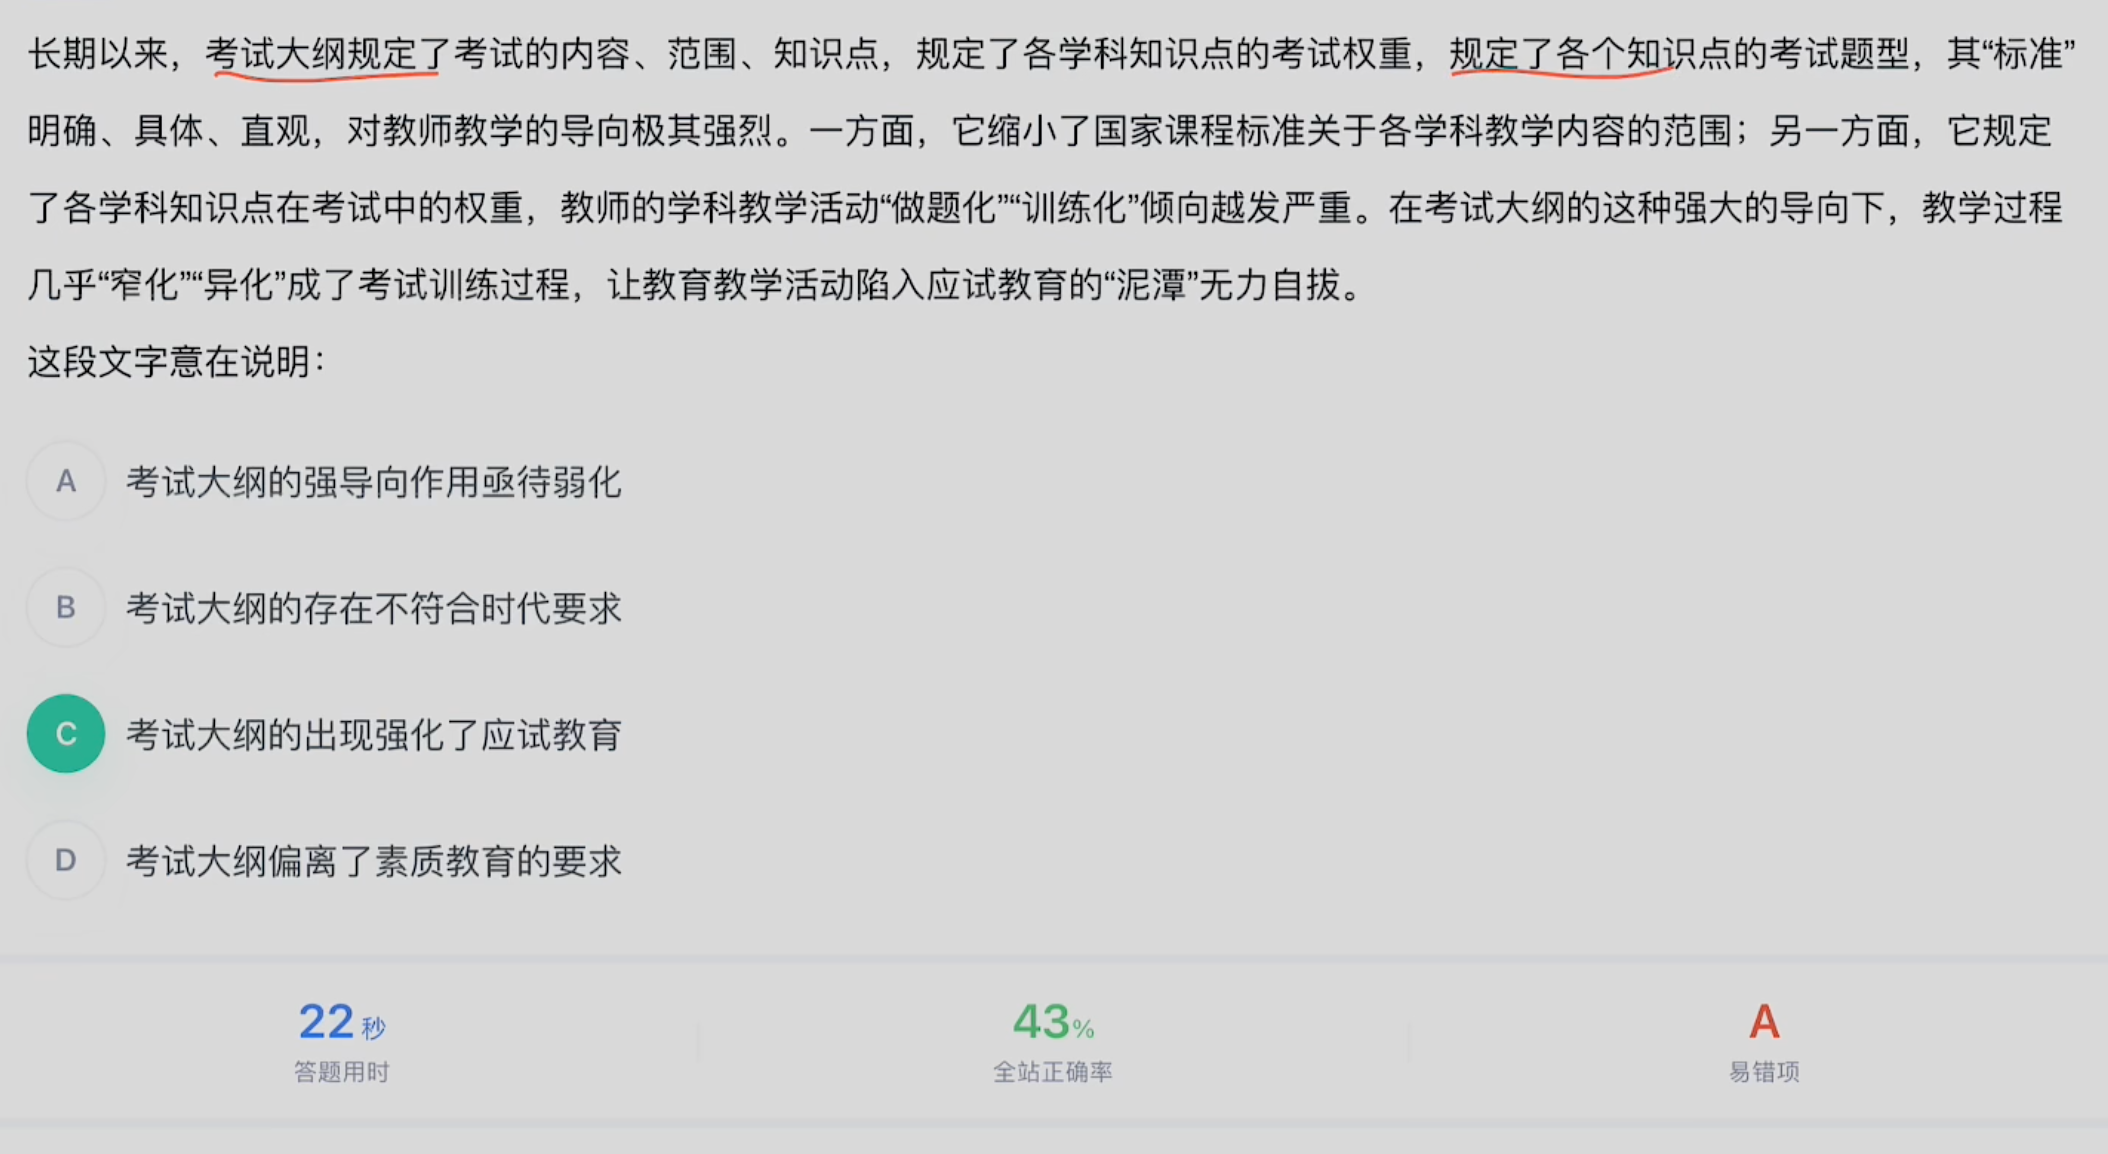 长期以来，考试大纲规定了考试的内容、范围、知识点，规定了各学科知识点的考试权重，规定了各个知识点的考试题型，其“标准”
明确、具体、直观，对教师教学的导向极其强烈。一方面，它缩小了国家课程标准关于各学科教学内容的范围；另一方面，它规定
了各学科知识点在考试中的权重，教师的学科教学活动“做题化”“训练化”倾向越发严重。在考试大纲的这种强大的导向下，教学过程
几乎“窄化”“异化”成了考试训练过程，让教育教学活动陷入应试教育的“泥潭”无力自拔。
这段文字意在说明：
A 考试大纲的强导向作用亟待弱化
B 考试大纲的存在不符合时代要求
C 考试大纲的出现强化了应试教育
D 考试大纲偏离了素质教育的要求
22秒 43% A
答题用时 全站正确率 易错项